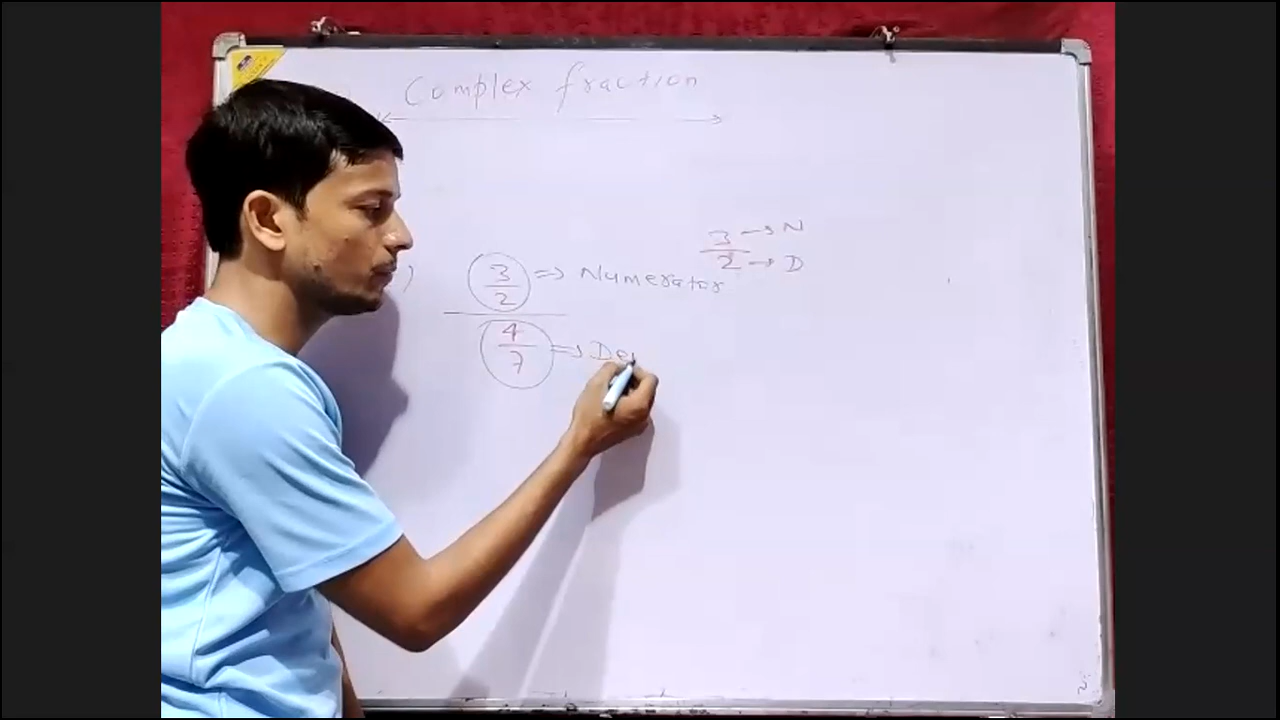 Complex fraction
3 → N
2 → D
)
3
2
⇒ Numerator
4
7
⇒ De